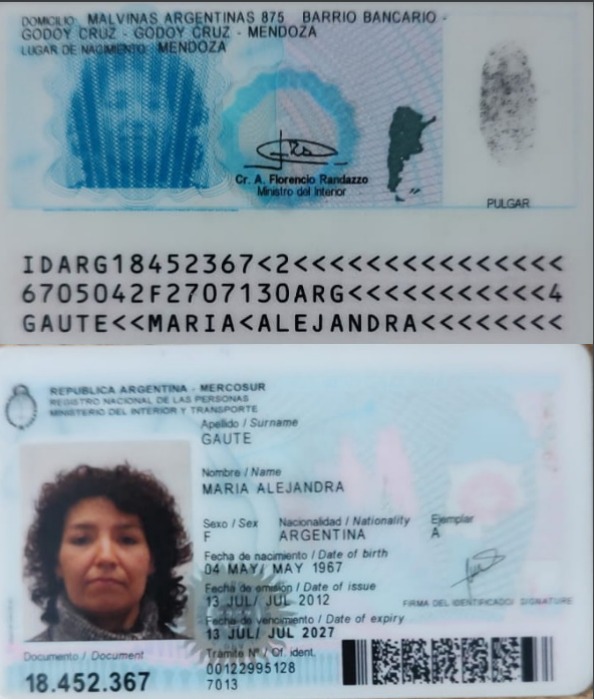 DOMICILIO: MALVINAS ARGENTINAS 875 BARRIO BANCARIO -
GODOY CRUZ - GODOY CRUZ - MENDOZA
LUGAR DE NACIMIENTO: MENDOZA
Cr. A. Florencio Randazzo
Ministro del Interior
PULGAR
IDARG18452367<2<<<<<<<<<<<<<<<
6705042F2707130ARG<<<<<<<<<<<4
GAUTE<<MARIA<ALEJANDRA<<<<<<<<
REPUBLICA ARGENTINA - MERCOSUR
REGISTRO NACIONAL DE LAS PERSONAS
MINISTERIO DEL INTERIOR Y TRANSPORTE
Apellido / Surname
GAUTE
Nombre / Name
MARIA ALEJANDRA
Sexo / Sex Nacionalidad / Nationality Ejemplar
F ARGENTINA A
Fecha de nacimiento / Date of birth
04 MAY/ MAY 1967
Fecha de emisión / Date of issue
13 JUL/ JUL 2012
FIRMA DEL IDENTIFICADO/ SIGNATURE
Fecha de vencimiento / Date of expiry
13 JUL/ JUL 2027
Documento / Document
18.452.367
Trámite Nº / Of. ident.
00122995128
7013